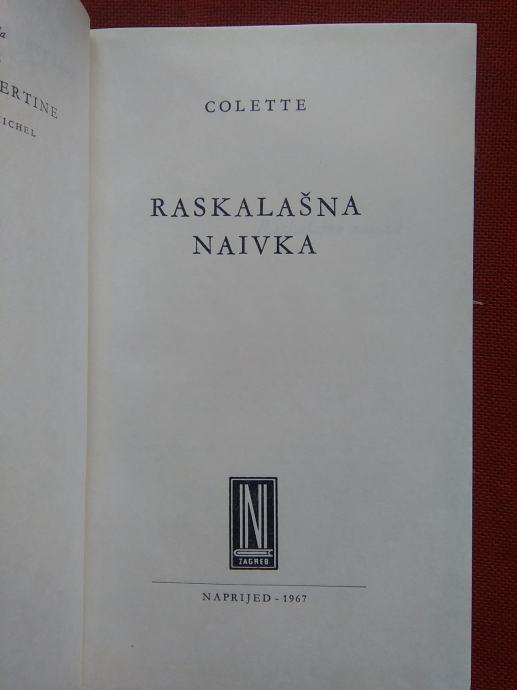 ERTINE
ICHEL
COLETTE
RASKALAŠNA
NAIVKA
ZAGREB
NAPRIJED - 1967